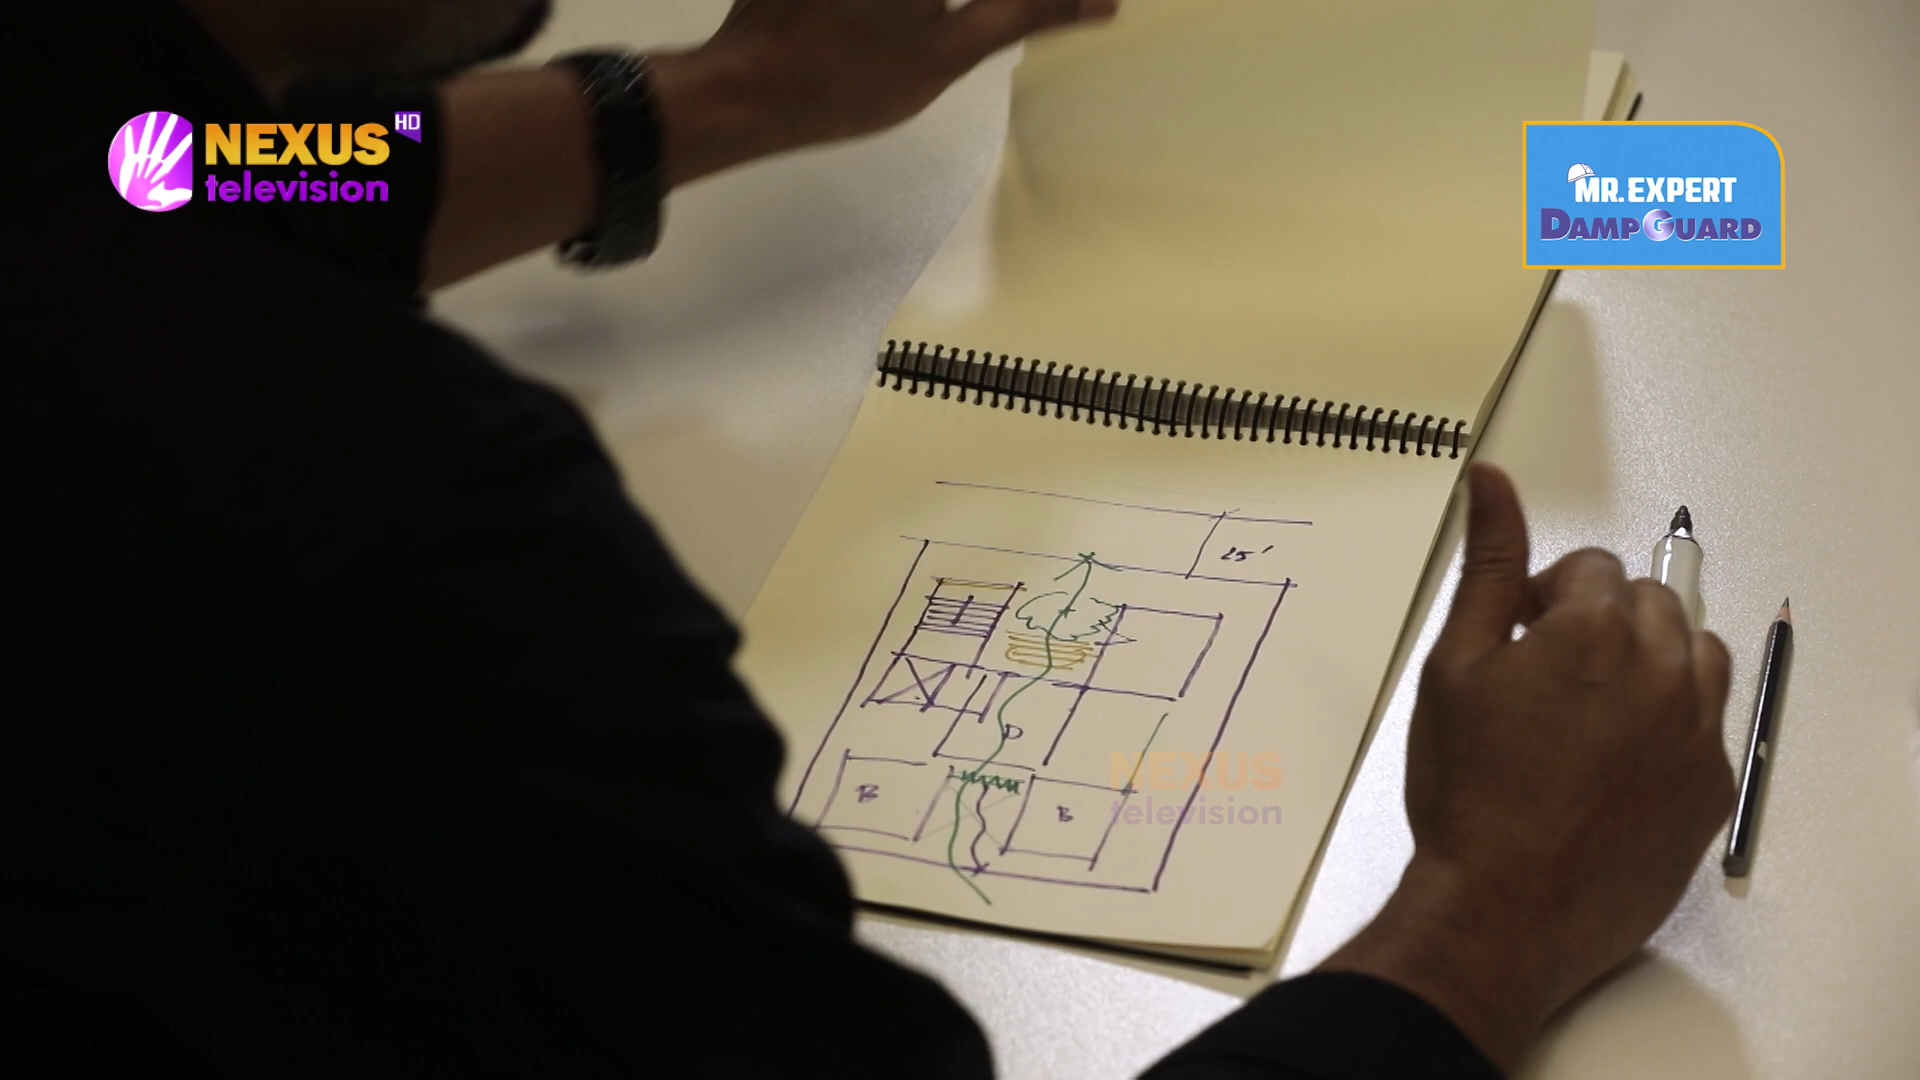 NEXUS HD
television
MR. EXPERT
DAMPGUARD
25'
D
B
B
NEXUS
television